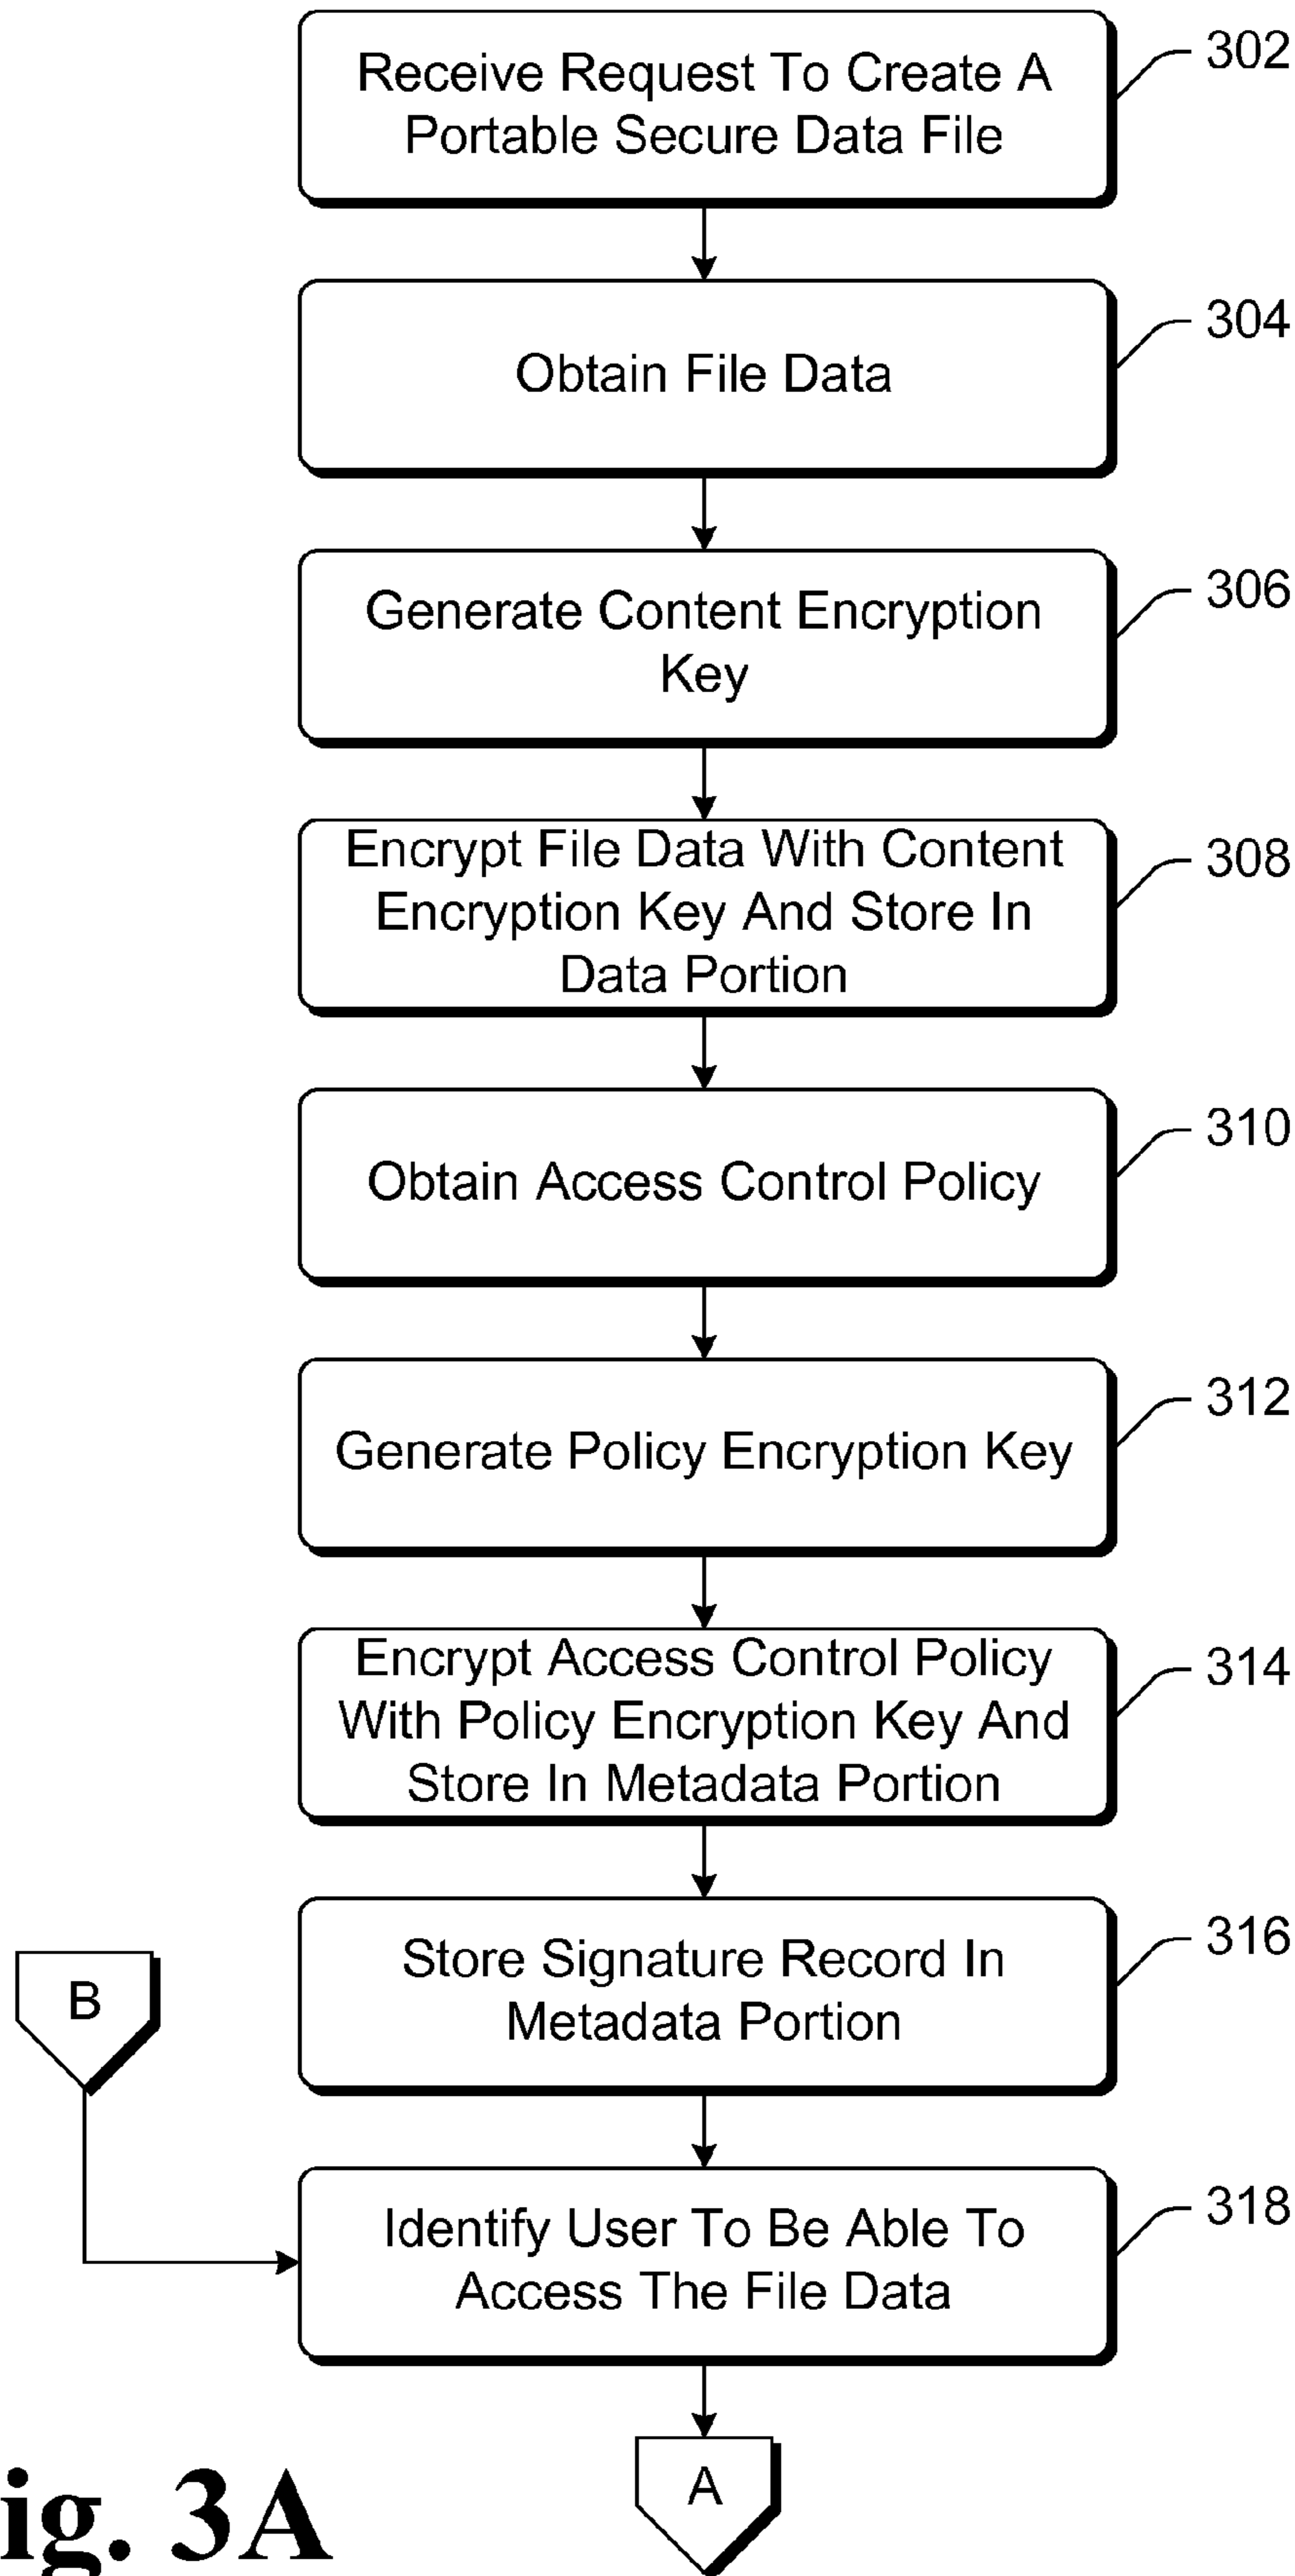 Receive Request To Create A
Portable Secure Data File
302
Obtain File Data
304
Generate Content Encryption
Key
306
Encrypt File Data With Content
Encryption Key And Store In
Data Portion
308
Obtain Access Control Policy
310
Generate Policy Encryption Key
312
Encrypt Access Control Policy
With Policy Encryption Key And
Store In Metadata Portion
314
Store Signature Record In
Metadata Portion
316
B
Identify User To Be Able To
Access The File Data
318
A
ig. 3A